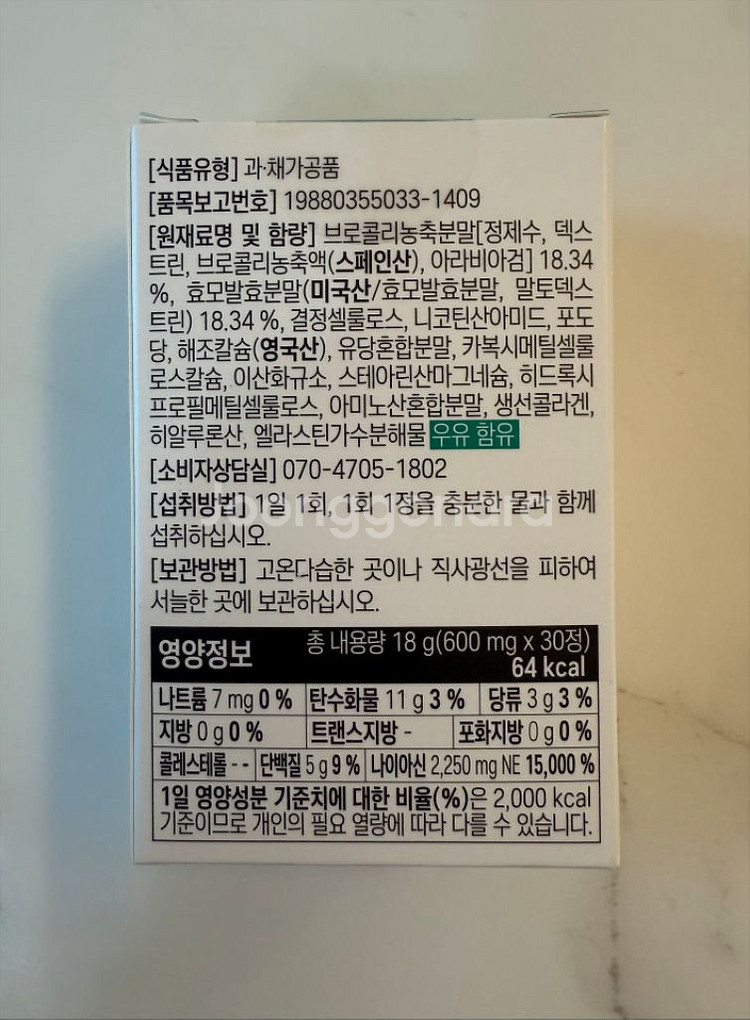 [식품유형] 과·채가공품
[품목보고번호] 19880355033-1409
[원재료명 및 함량] 브로콜리농축분말[정제수, 덱스
트린, 브로콜리농축액(스페인산), 아라비아검] 18.34
%, 효모발효분말(미국산/효모발효분말, 말토덱스
트린) 18.34 %, 결정셀룰로스, 니코틴산아미드, 포도
당, 해조칼슘(영국산), 유당혼합분말, 카복시메틸셀룰
로스칼슘, 이산화규소, 스테아린산마그네슘, 히드록시
프로필메틸셀룰로스, 아미노산혼합분말, 생선콜라겐,
히알루론산, 엘라스틴가수분해물 우유 함유
[소비자상담실] 070-4705-1802
[섭취방법] 1일 1회, 1회 1정을 충분한 물과 함께
Joonggonara
섭취하십시오.
[보관방법] 고온다습한 곳이나 직사광선을 피하여
서늘한 곳에 보관하십시오.
영양정보 총 내용량 18 g(600 mg x 30정)
64 kcal
나트륨 7 mg 0 % 탄수화물 11 g 3 % 당류 3 g 3 %
지방 0 g 0 % 트랜스지방 - 포화지방 0 g 0 %
콜레스테롤 - - 단백질 5 g 9 % 나이아신 2,250 mg NE 15,000 %
1일 영양성분 기준치에 대한 비율(%)은 2,000 kcal
기준이므로 개인의 필요 열량에 따라 다를 수 있습니다.